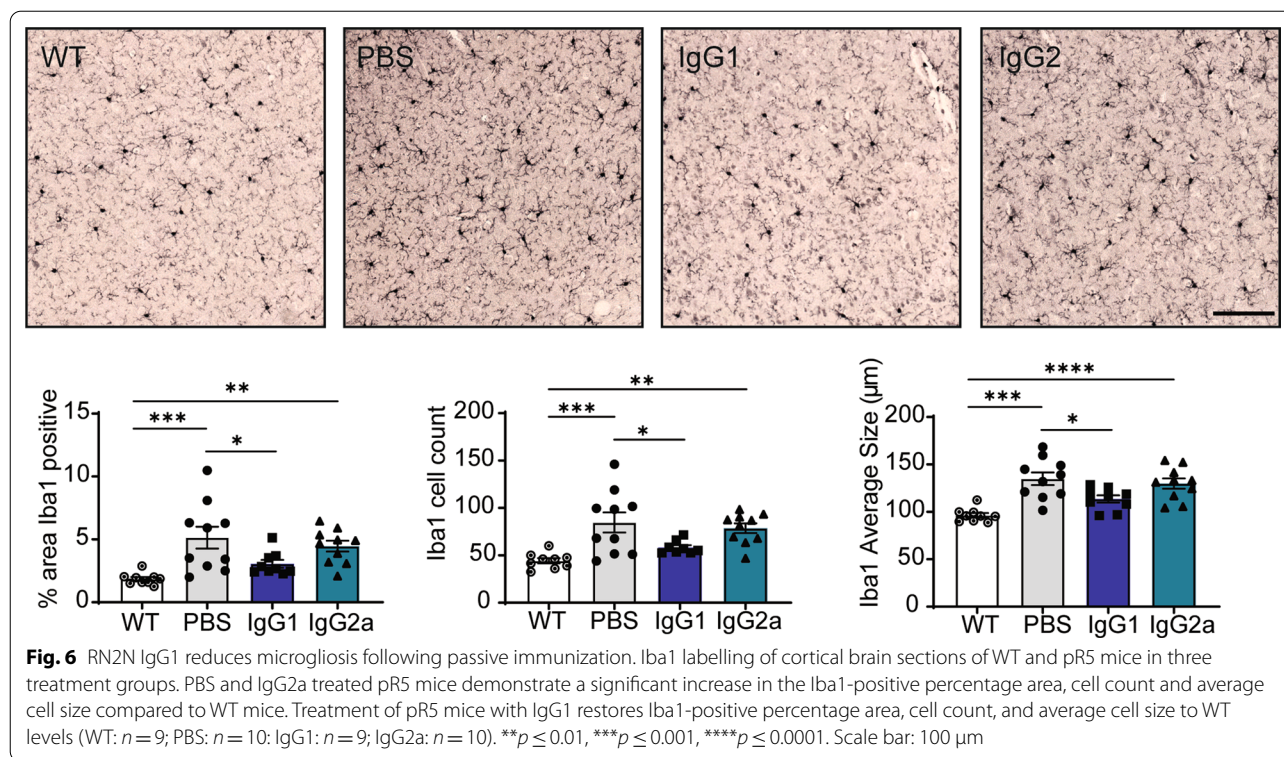 WT
PBS
IgG1
IgG2
% area Iba1 positive
15
10
5
0
**
***
*
WT
PBS
IgG1
IgG2a
Iba1 cell count
200
150
100
50
0
**
***
*
WT
PBS
IgG1
IgG2a
Iba1 Average Size (µm)
200
150
100
50
0
****
***
*
WT
PBS
IgG1
IgG2a
Fig. 6 RN2N IgG1 reduces microgliosis following passive immunization. Iba1 labelling of cortical brain sections of WT and pR5 mice in three
treatment groups. PBS and IgG2a treated pR5 mice demonstrate a significant increase in the Iba1-positive percentage area, cell count and average
cell size compared to WT mice. Treatment of pR5 mice with IgG1 restores Iba1-positive percentage area, cell count, and average cell size to WT
levels (WT: n = 9; PBS: n = 10: IgG1: n = 9; IgG2a: n = 10). **p ≤ 0.01, ***p ≤ 0.001, ****p ≤ 0.0001. Scale bar: 100 µm